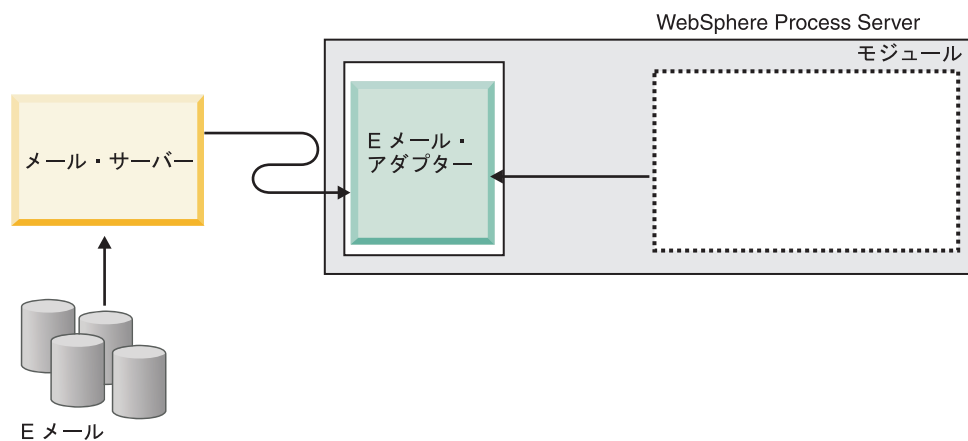 WebSphere Process Server
モジュール
メール・サーバー
E メール・
アダプター
E メール